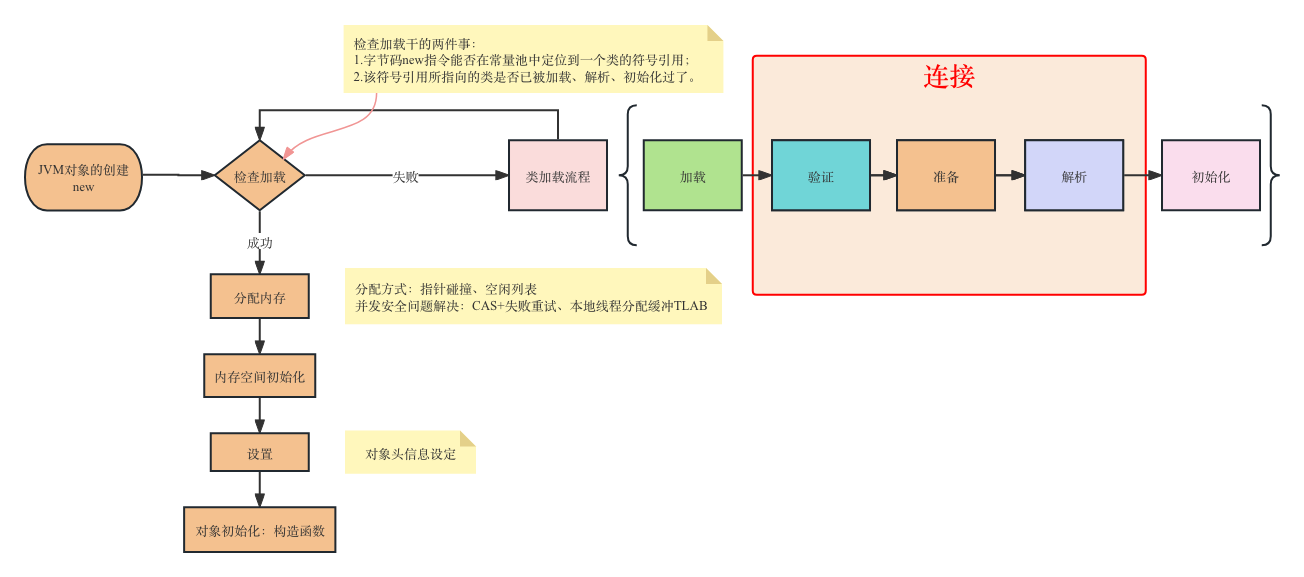 检查加载干的两件事：
1.字节码new指令能否在常量池中定位到一个类的符号引用；
2.该符号引用所指向的类是否已被加载、解析、初始化过了。
连接
JVM对象的创建
new
检查加载
失败
类加载流程
加载
验证
准备
解析
初始化
成功
分配内存
分配方式：指针碰撞、空闲列表
并发安全问题解决：CAS+失败重试、本地线程分配缓冲TLAB
内存空间初始化
设置
对象头信息设定
对象初始化：构造函数